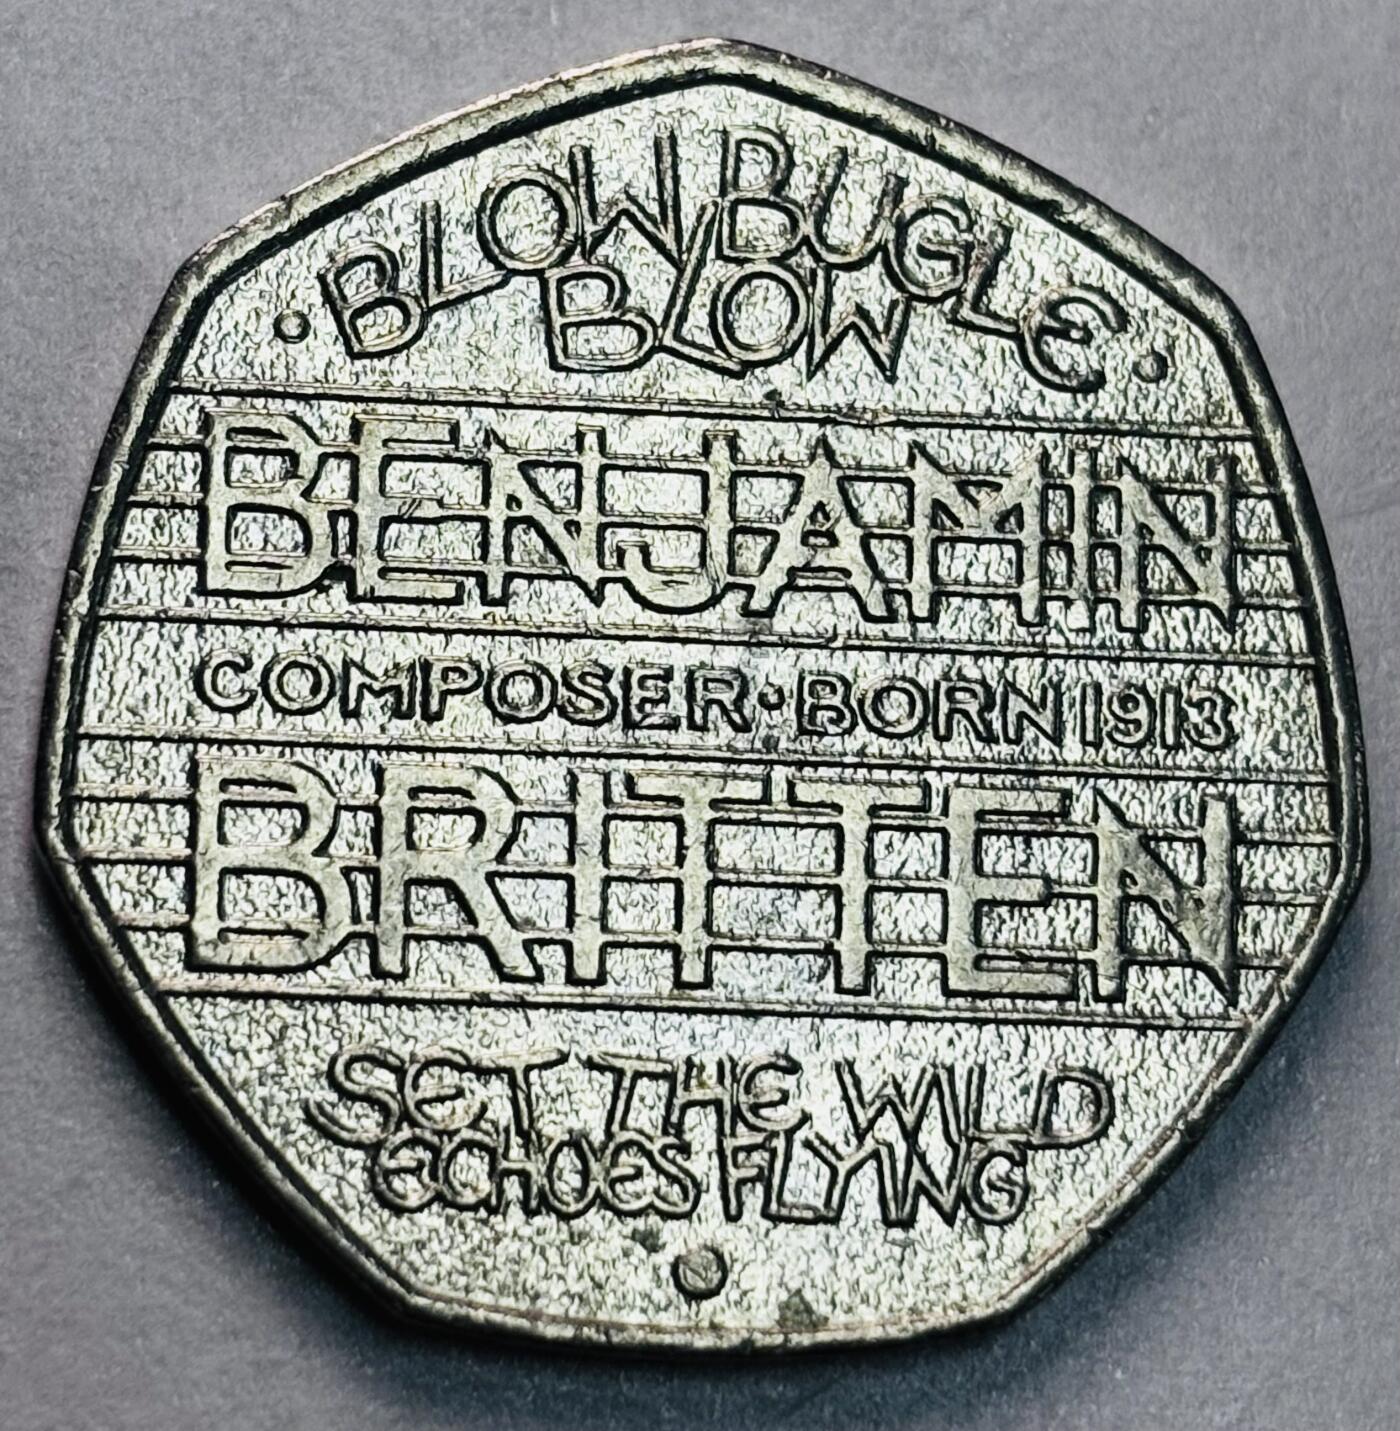 · BLOW BUGLE ·
BLOW
BENJAMIN
COMPOSER · BORN 1913
BRITTEN
SET THE WILD
ECHOES FLYING